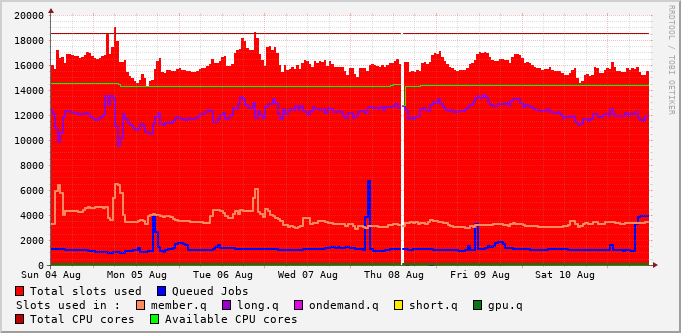 20000
18000
16000
14000
12000
10000
8000
6000
4000
2000
0
Sun 04 Aug Mon 05 Aug Tue 06 Aug Wed 07 Aug Thu 08 Aug Fri 09 Aug Sat 10 Aug
Total slots used Queued Jobs
Slots used in : member.q long.q ondemand.q short.q gpu.q
Total CPU cores Available CPU cores
RRDTOOL / TOBI OETIKER